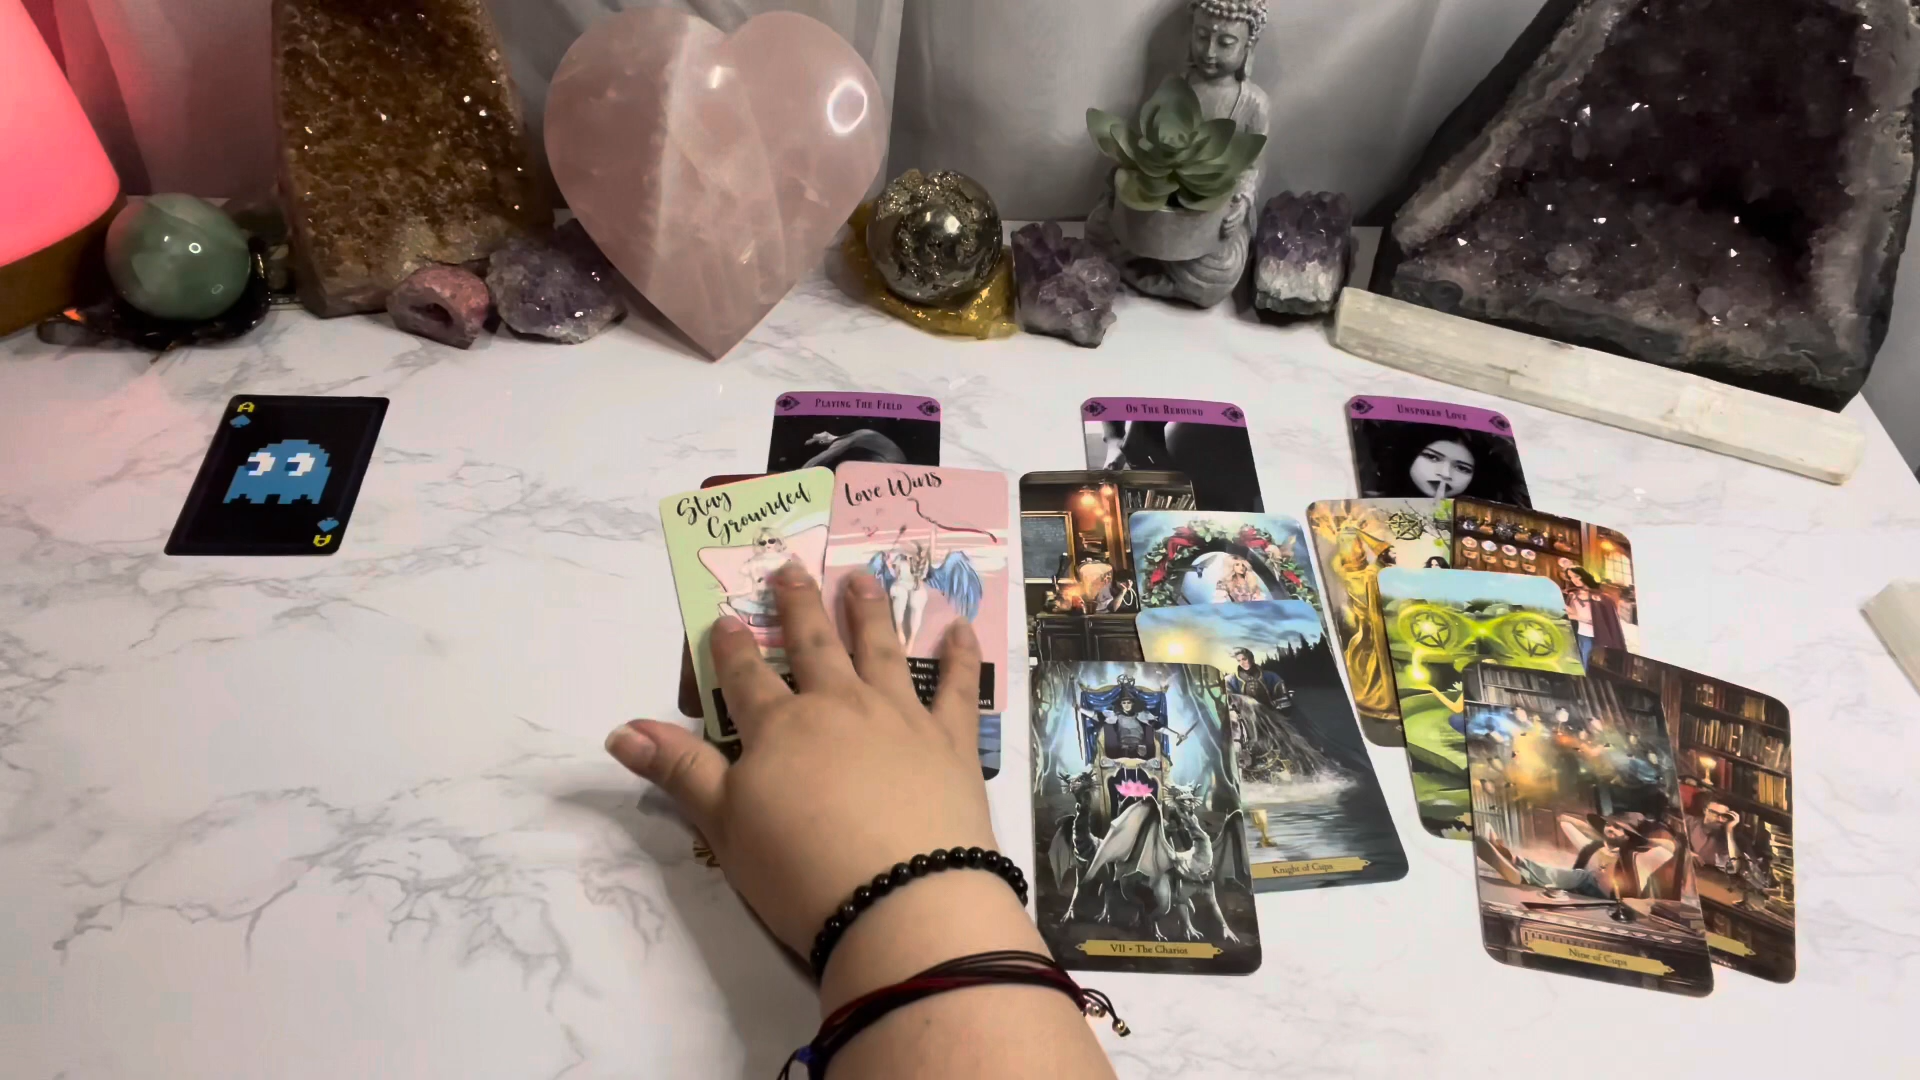 A
A
PLAYING THE FIELD
ON THE REBOUND
UNSPOKEN LOVE
Stay
Grounded
Love Wins
Knight of Cups
VII • The Chariot
Nine of Cups